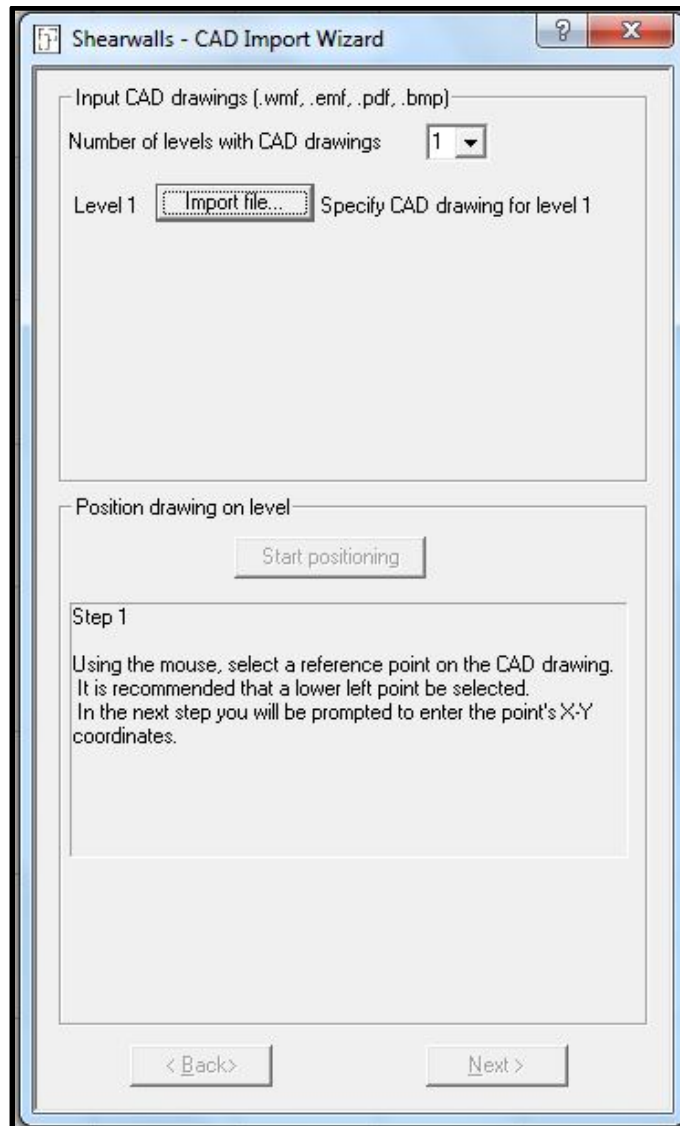 Shearwalls - CAD Import Wizard
Input CAD drawings (.wmf, .emf, .pdf, .bmp)
Number of levels with CAD drawings 1
Level 1 Import file... Specify CAD drawing for level 1
Position drawing on level
Start positioning
Step 1
Using the mouse, select a reference point on the CAD drawing.
It is recommended that a lower left point be selected.
In the next step you will be prompted to enter the point's X-Y
coordinates.
< Back> Next >